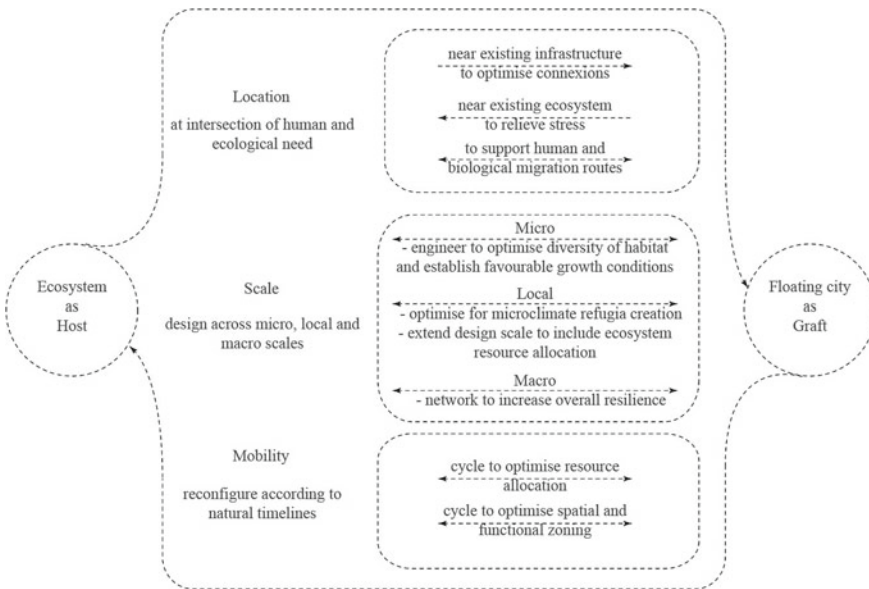 Location
at intersection of human and
ecological need
near existing infrastructure
to optimise connexions
near existing ecosystem
to relieve stress
to support human and
biological migration routes
Ecosystem
as
Host
Scale
design across micro, local and
macro scales
Micro
- engineer to optimise diversity of habitat
and establish favourable growth conditions
Local
- optimise for microclimate refugia creation
- extend design scale to include ecosystem
resource allocation
Macro
- network to increase overall resilience
Floating city
as
Graft
Mobility
reconfigure according to
natural timelines
cycle to optimise resource
allocation
cycle to optimise spatial and
functional zoning